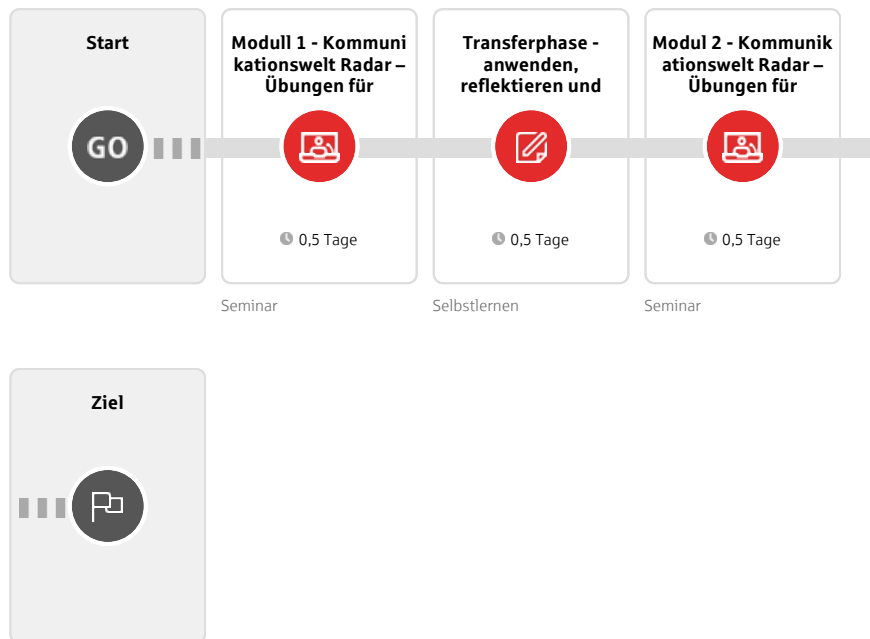 Start
Modull 1 - Kommuni
kationswelt Radar –
Übungen für
Transferphase -
anwenden,
reflektieren und
Modul 2 - Kommunik
ationswelt Radar –
Übungen für
GO
0,5 Tage
0,5 Tage
0,5 Tage
Seminar
Selbstlernen
Seminar
Ziel